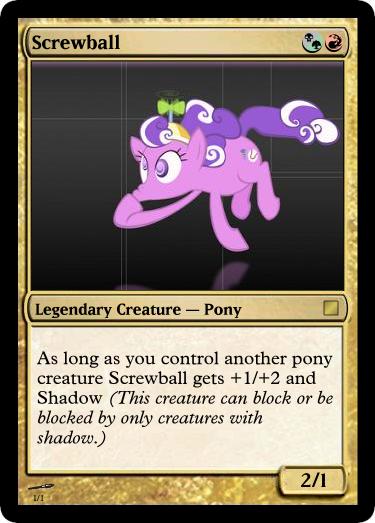 Screwball
Legendary Creature — Pony
As long as you control another pony
creature Screwball gets +1/+2 and
Shadow (This creature can block or be
blocked by only creatures with
shadow.)
2/1
1/1